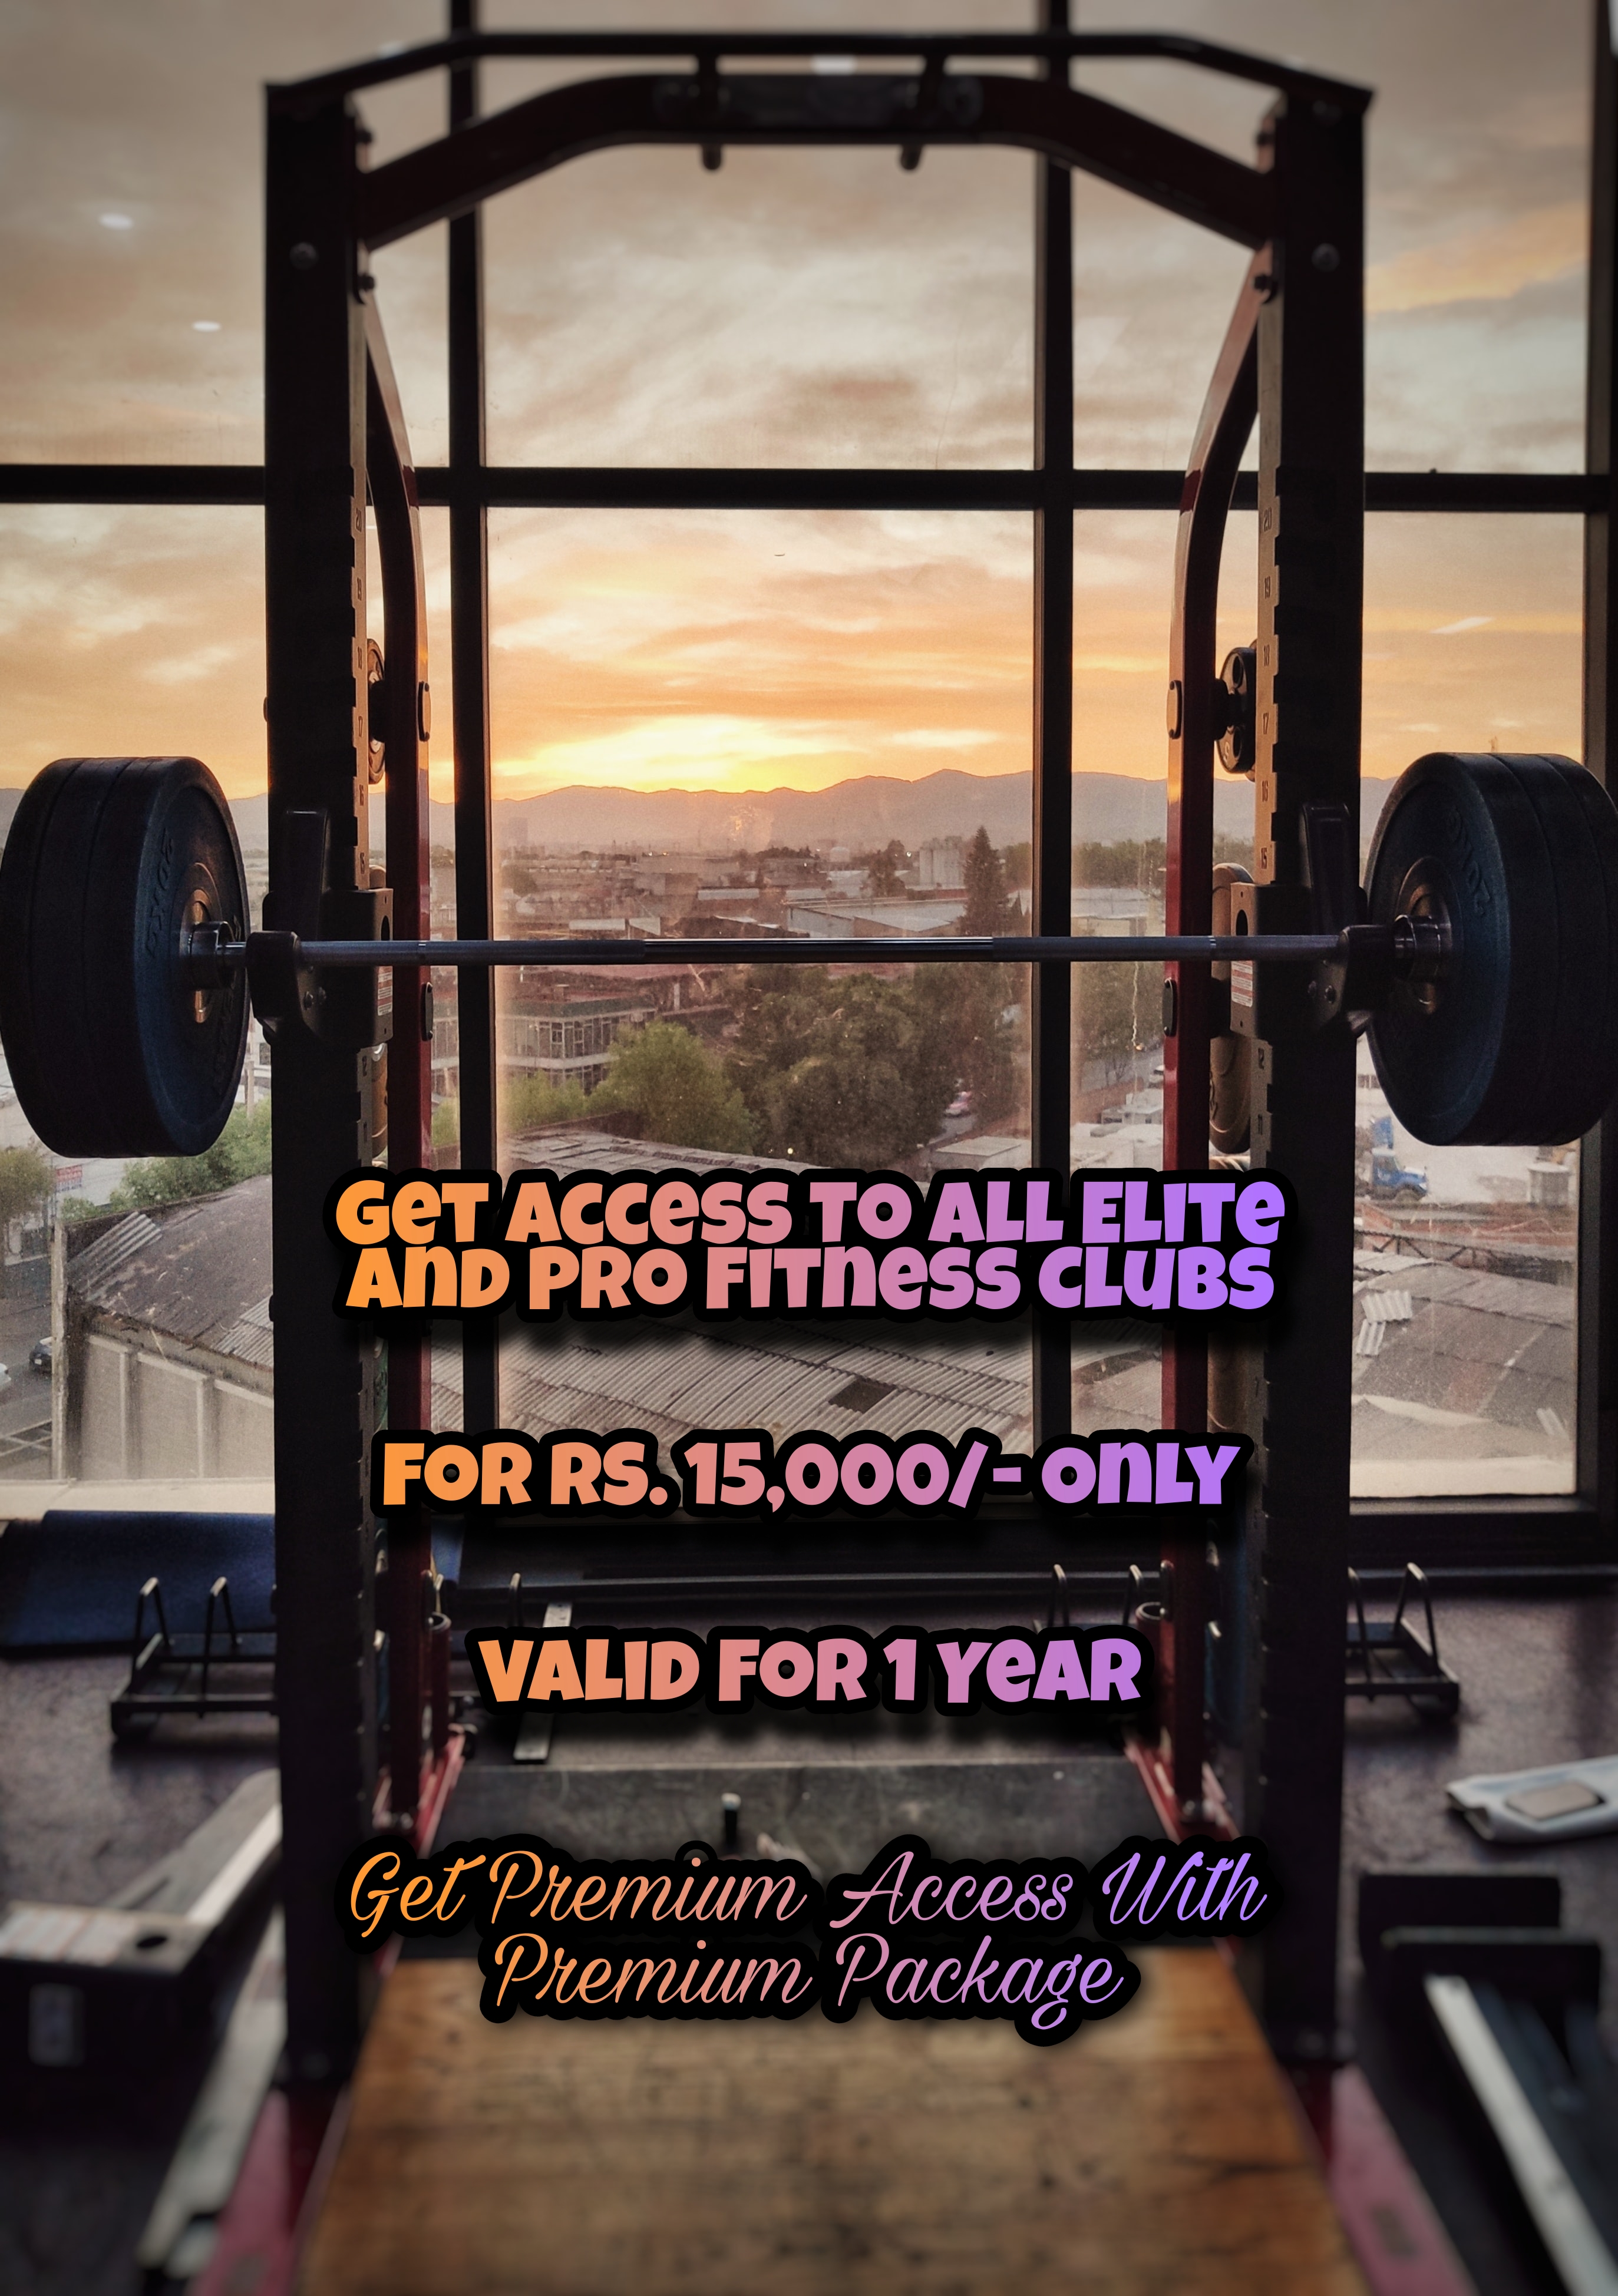 GET ACCESS TO ALL ELITE
AND PRO FITNESS CLUBS
FOR RS. 15,000/- ONLY
VALID FOR 1 YEAR
Get Premium Access With
Premium Package